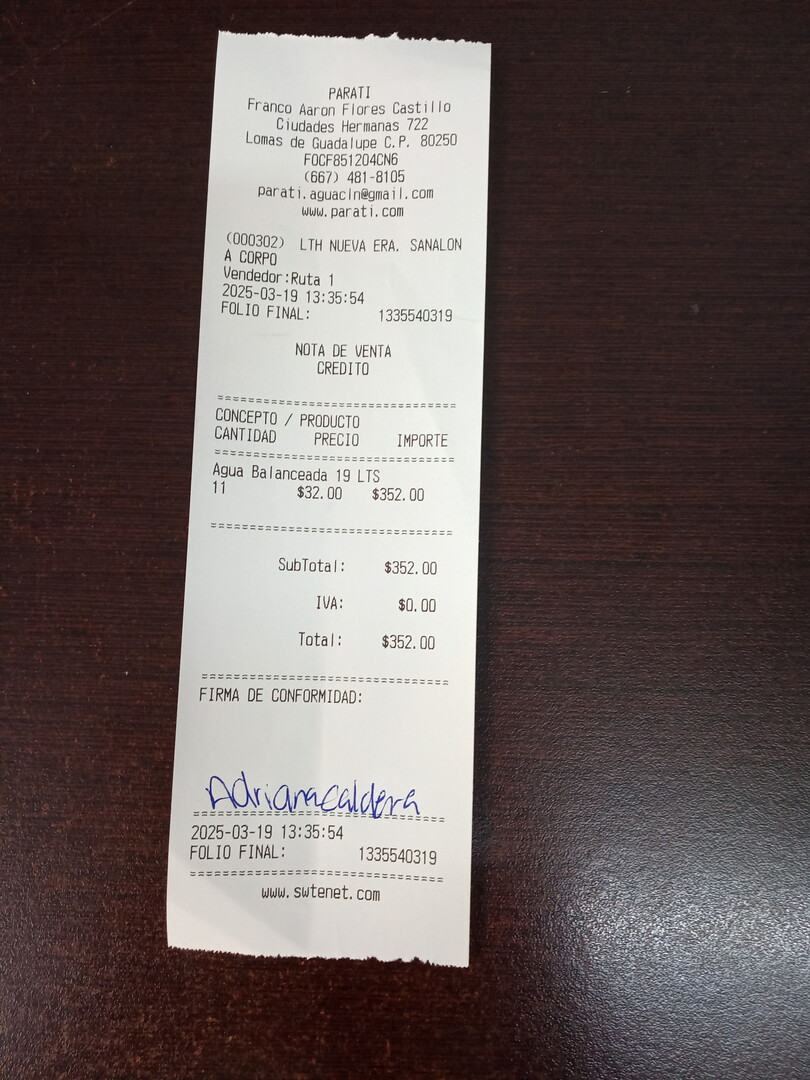 PARATI
Franco Aaron Flores Castillo
Ciudades Hermanas 722
Lomas de Guadalupe C.P. 80250
FOCF851204CN6
(667) 481-8105
parati.aguacln@gmail.com
www.parati.com
(000302) LTH NUEVA ERA. SANALON
A CORPO
Vendedor:Ruta 1
2025-03-19 13:35:54
FOLIO FINAL: 1335540319
NOTA DE VENTA
CREDITO
==================================
CONCEPTO / PRODUCTO
CANTIDAD PRECIO IMPORTE
==================================
Agua Balanceada 19 LTS
11 $32.00 $352.00
==================================
SubTotal: $352.00
IVA: $0.00
Total: $352.00
==================================
FIRMA DE CONFORMIDAD:
Adriana caldera
==================================
2025-03-19 13:35:54
FOLIO FINAL: 1335540319
==================================
www.swtenet.com